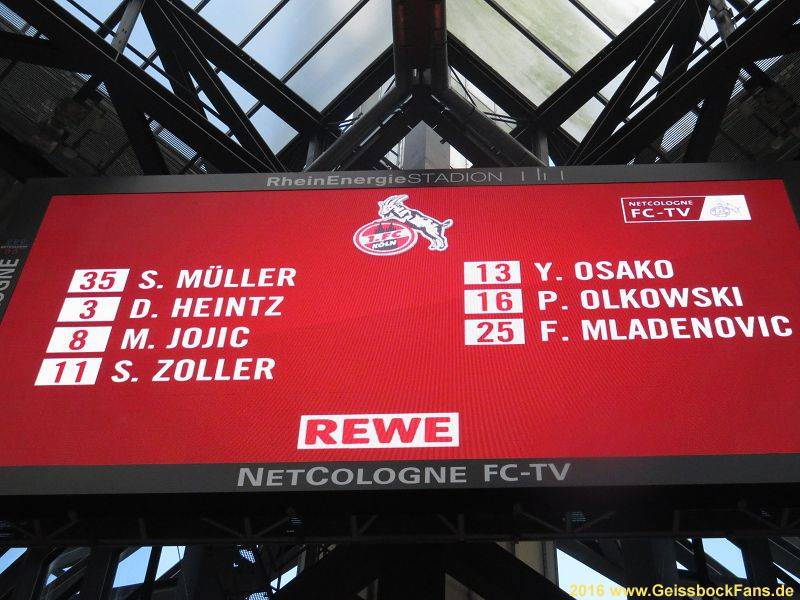 RheinEnergieSTADION
NETCOLOGNE
FC-TV
1.FC
KÖLN
35 S. MÜLLER
3 D. HEINTZ
8 M. JOJIC
11 S. ZOLLER
13 Y. OSAKO
16 P. OLKOWSKI
25 F. MLADENOVIC
REWE
NETCOLOGNE FC-TV
2016 www.GeissbockFans.de